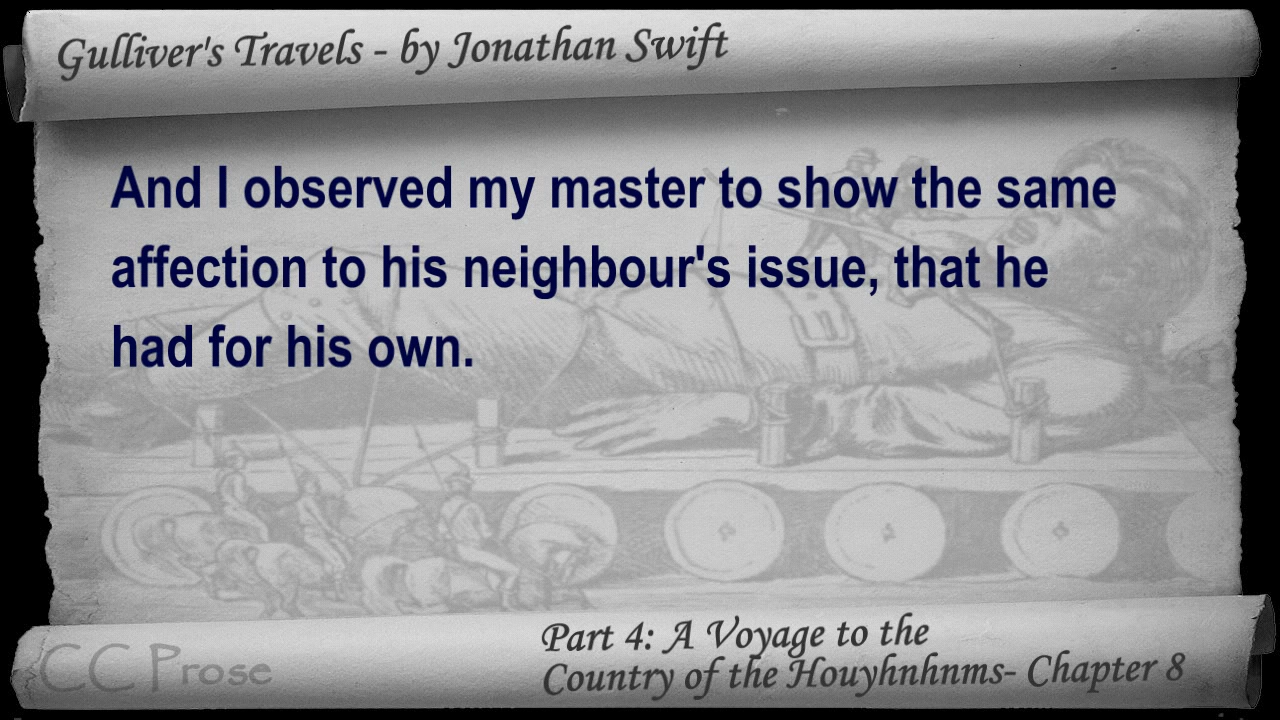 Gulliver's Travels - by Jonathan Swift
And I observed my master to show the same
affection to his neighbour's issue, that he
had for his own.
Part 4: A Voyage to the
Country of the Houyhnhnms- Chapter 8
CC Prose